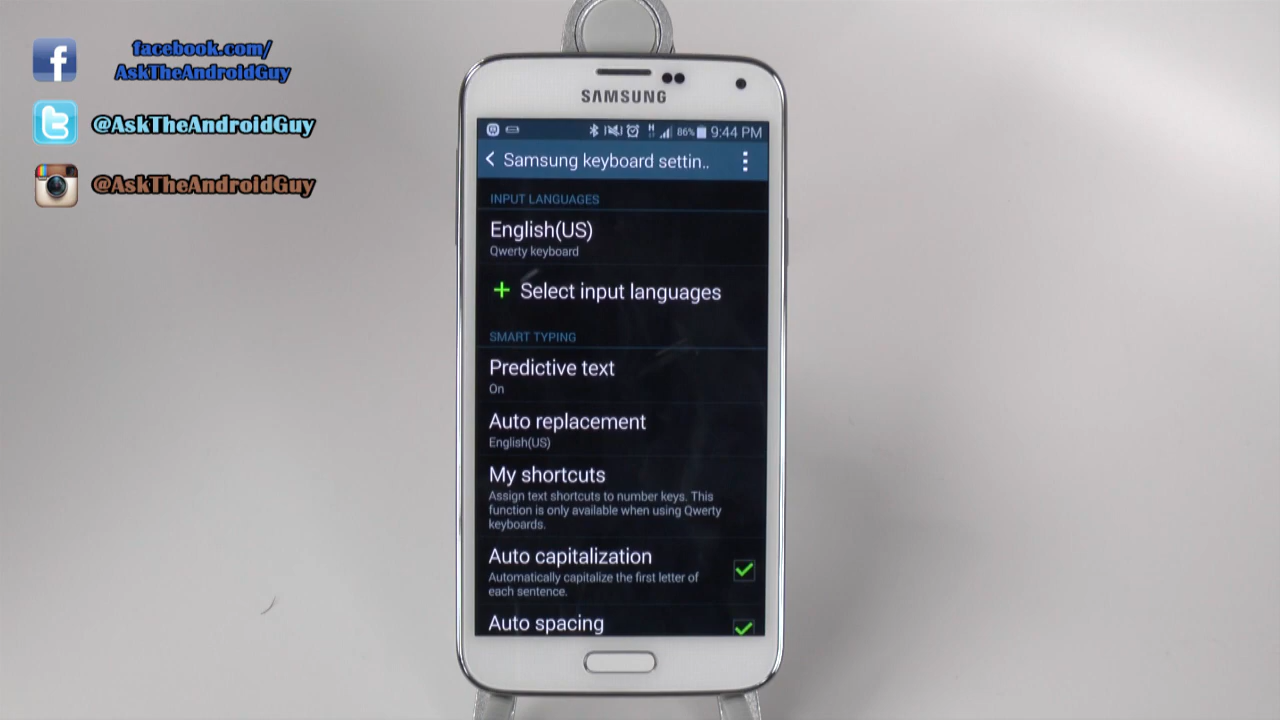 facebook.com/
AskTheAndroidGuy
@AskTheAndroidGuy
@AskTheAndroidGuy
SAMSUNG
86% 9:44 PM
Samsung keyboard settin..
INPUT LANGUAGES
English(US)
Qwerty keyboard
+ Select input languages
SMART TYPING
Predictive text
On
Auto replacement
English(US)
My shortcuts
Assign text shortcuts to number keys. This
function is only available when using Qwerty
keyboards.
Auto capitalization
Automatically capitalize the first letter of
each sentence.
Auto spacing